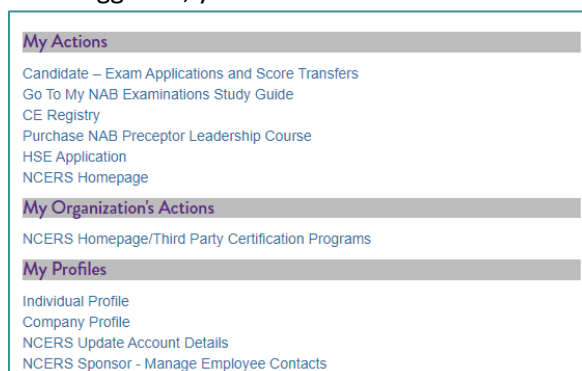 My Actions
Candidate – Exam Applications and Score Transfers
Go To My NAB Examinations Study Guide
CE Registry
Purchase NAB Preceptor Leadership Course
HSE Application
NCERS Homepage
My Organization's Actions
NCERS Homepage/Third Party Certification Programs
My Profiles
Individual Profile
Company Profile
NCERS Update Account Details
NCERS Sponsor - Manage Employee Contacts